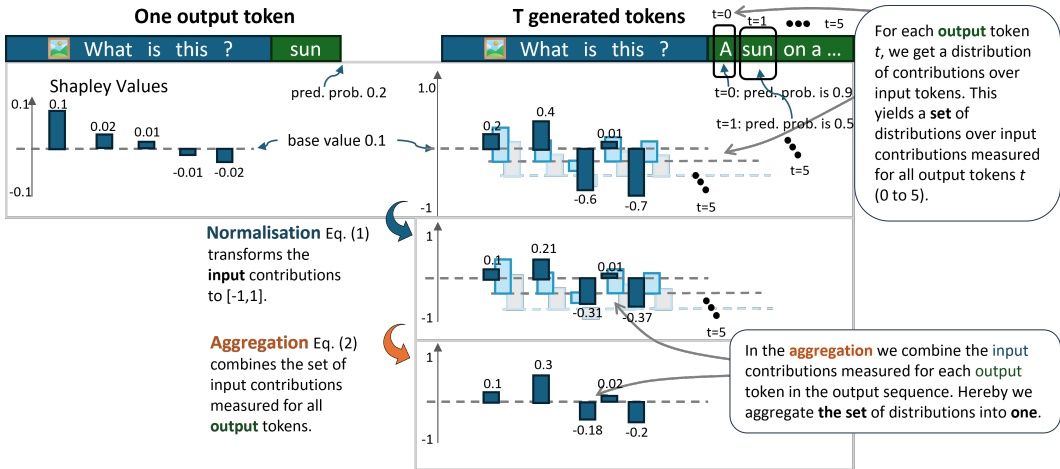 One output token
What is this ?
sun
Shapley Values
0.1
0.1
0.02
0.01
-0.01
-0.02
-0.1
pred. prob. 0.2
base value 0.1
T generated tokens
t=0
t=1
t=5
What is this ?
A sun on a ...
1.0
t=0: pred. prob. is 0.9
t=1: pred. prob. is 0.5
0.2
0.4
0.01
-0.6
-0.7
-1
t=5
t=5
For each output token
t, we get a distribution
of contributions over
input tokens. This
yields a set of
distributions over input
contributions measured
for all output tokens t
(0 to 5).
Normalisation Eq. (1)
transforms the
input contributions
to [-1,1].
1
0.1
0.21
0.01
-0.31
-0.37
-1
t=5
Aggregation Eq. (2)
combines the set of
input contributions
measured for all
output tokens.
1
0.1
0.3
0.02
-0.18
-0.2
-1
In the aggregation we combine the input
contributions measured for each output
token in the output sequence. Hereby we
aggregate the set of distributions into one.